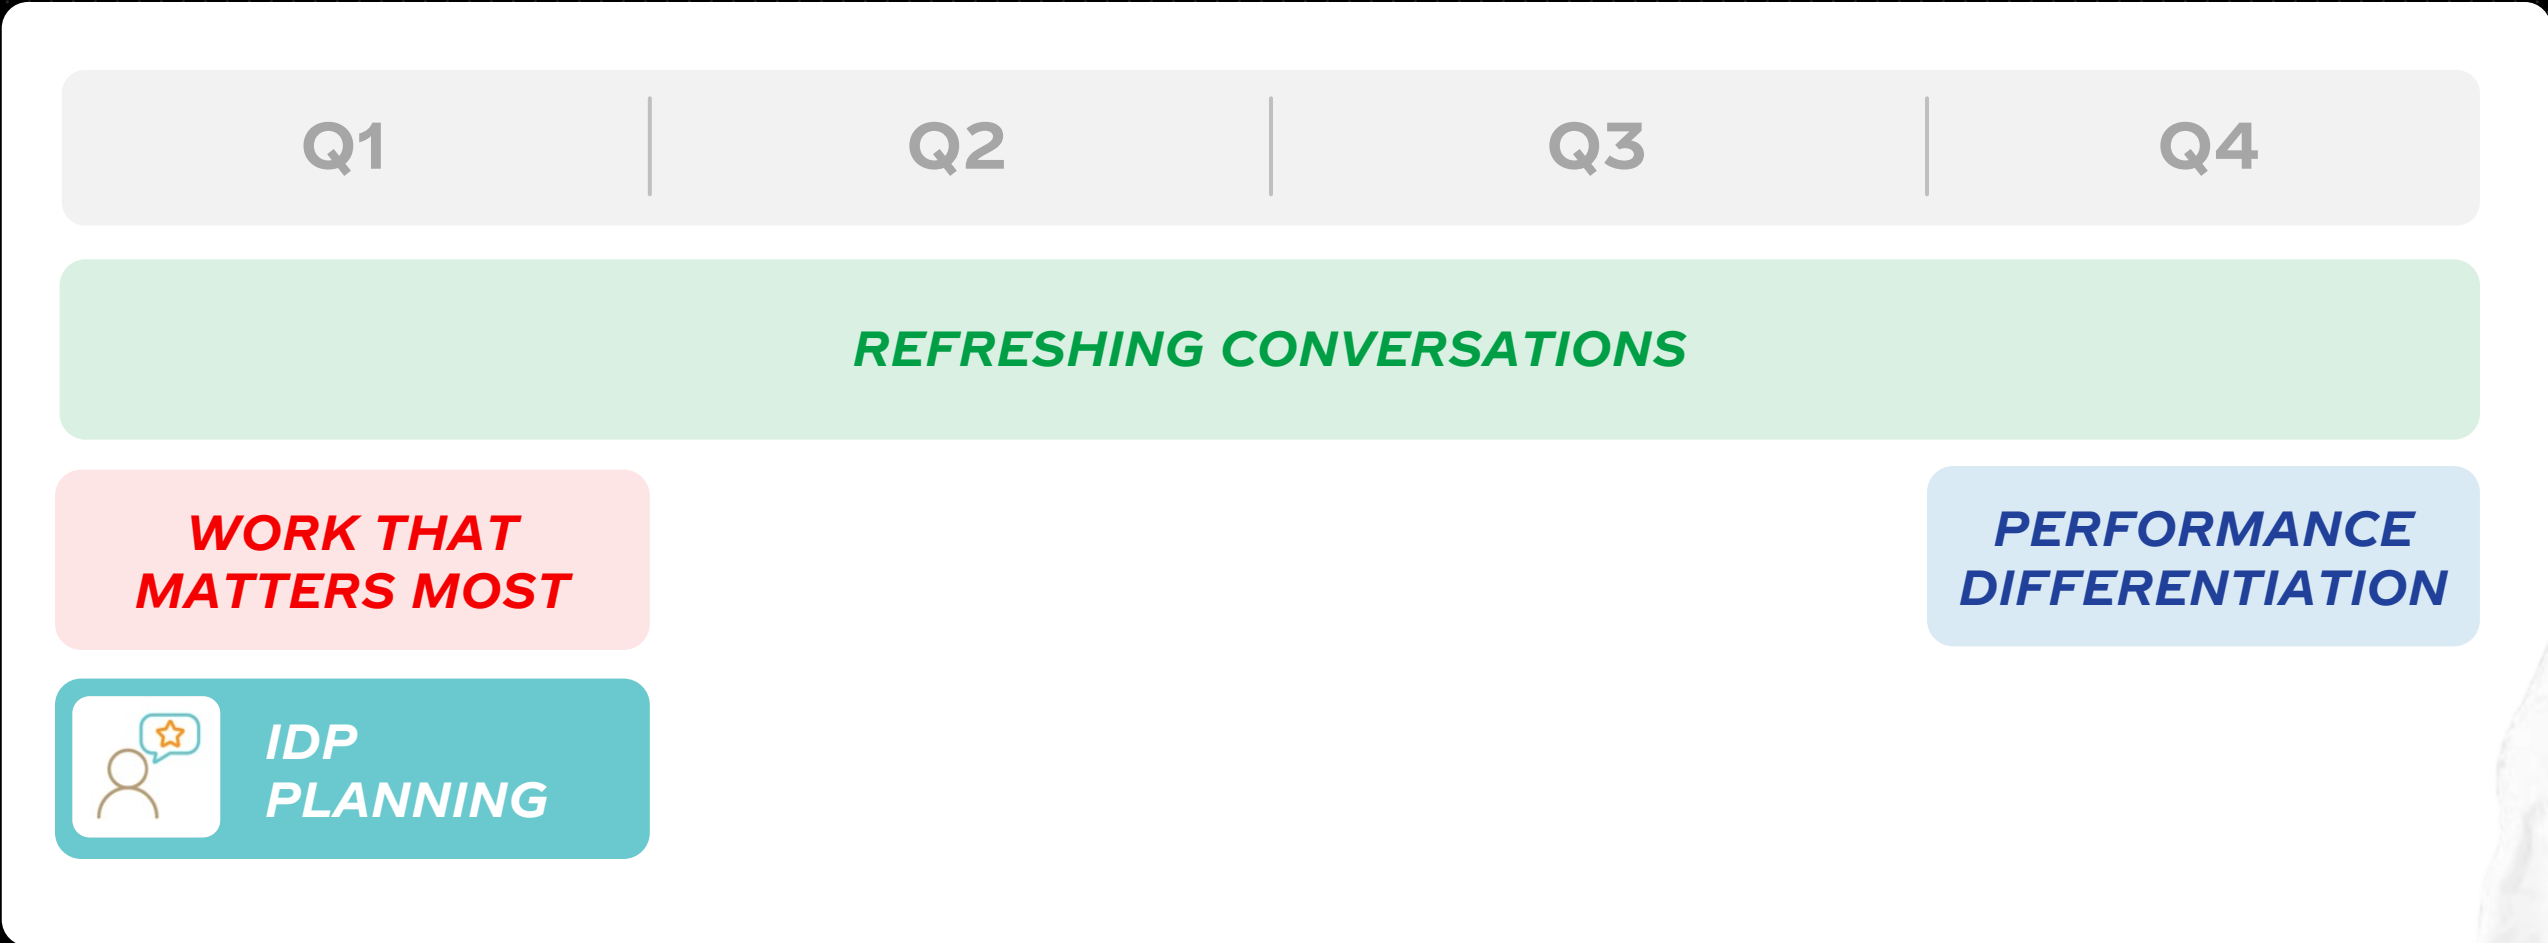 Q1
Q2
Q3
Q4
REFRESHING CONVERSATIONS
WORK THAT
MATTERS MOST
PERFORMANCE
DIFFERENTIATION
IDP
PLANNING